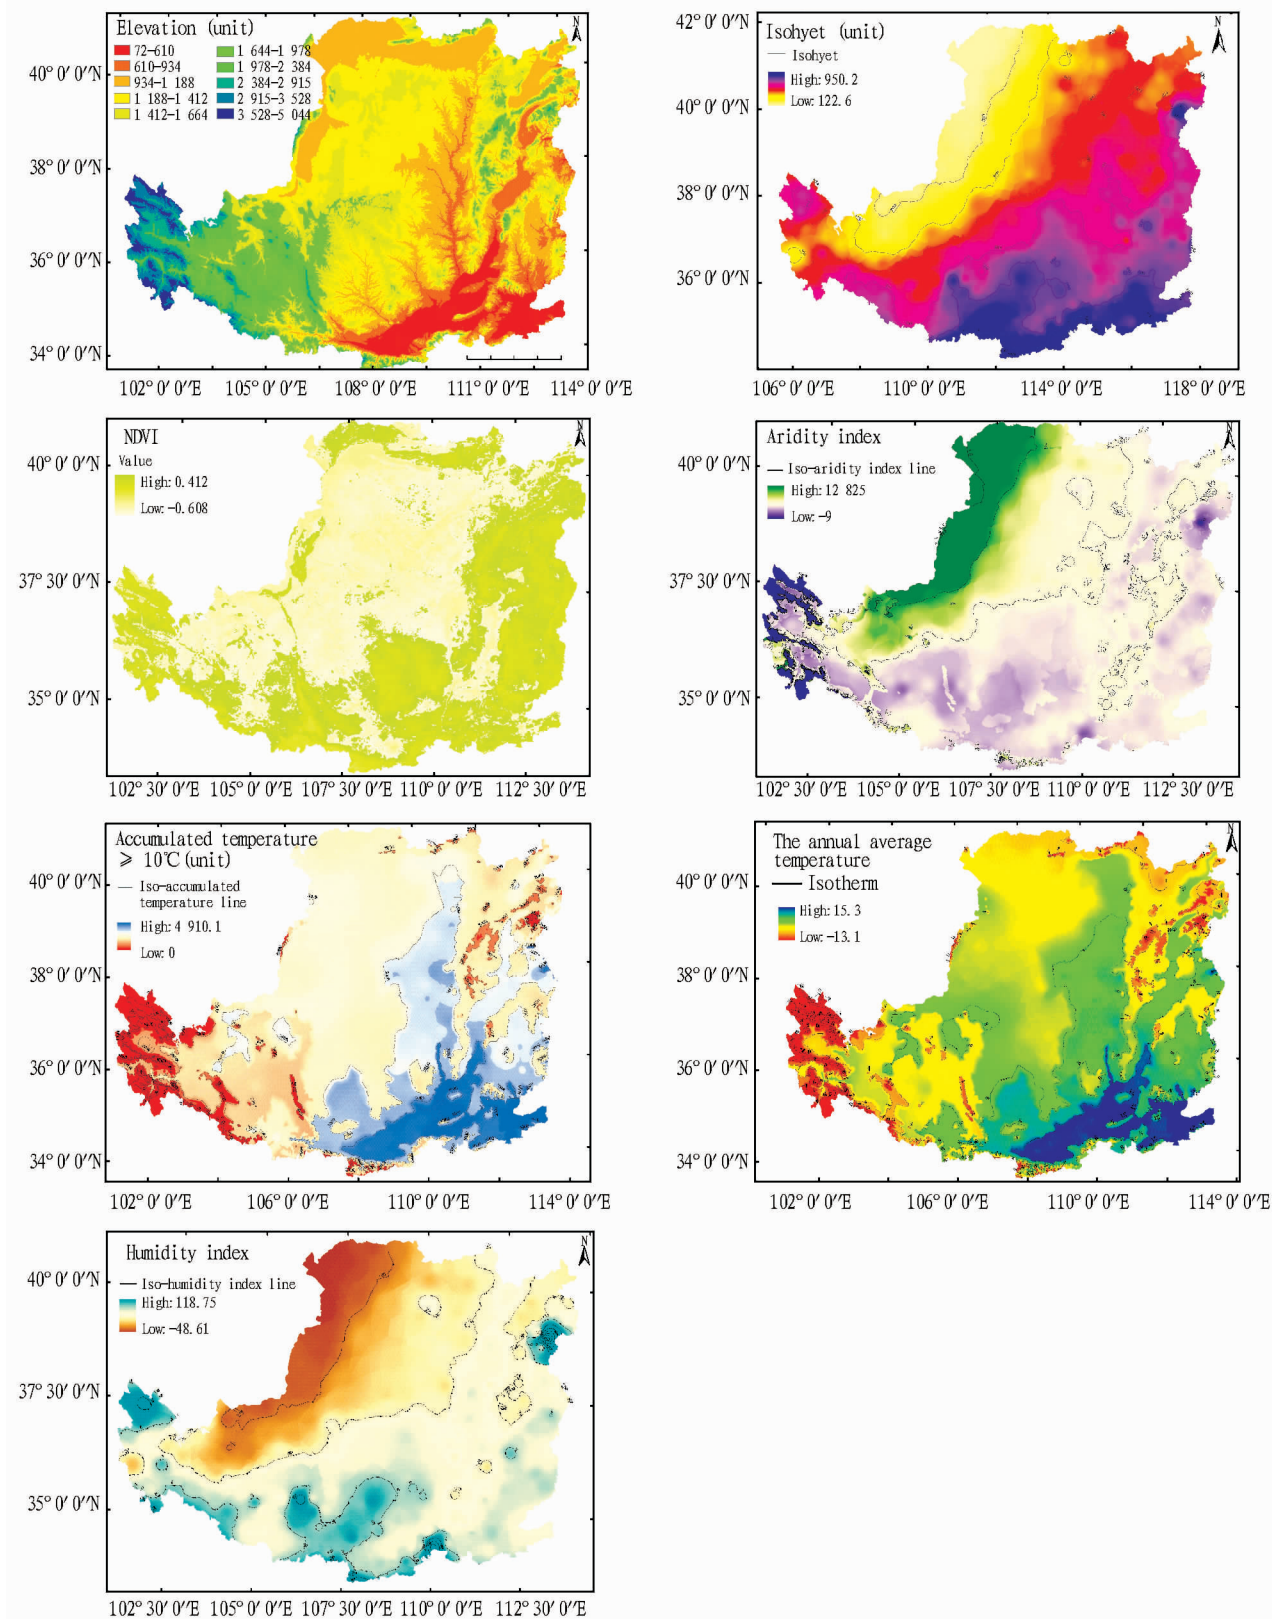 Elevation (unit)
72-610
610-934
934-1 188
1 188-1 412
1 412-1 664
1 644-1 978
1 978-2 384
2 384-2 915
2 915-3 528
3 528-5 044
N
40° 0′ 0″N
38° 0′ 0″N
36° 0′ 0″N
34° 0′ 0″N
102° 0′ 0″E 105° 0′ 0″E 108° 0′ 0″E 111° 0′ 0″E 114° 0′ 0″E
Isohyet (unit)
Isohyet
High: 950.2
Low: 122.6
N
42° 0′ 0″N
40° 0′ 0″N
38° 0′ 0″N
36° 0′ 0″N
106° 0′ 0″E 110° 0′ 0″E 114° 0′ 0″E 118° 0′ 0″E
NDVI
Value
High: 0.412
Low: -0.608
N
40° 0′ 0″N
37° 30′ 0″N
35° 0′ 0″N
102° 30′ 0″E 105° 0′ 0″E 107° 30′ 0″E 110° 0′ 0″E 112° 30′ 0″E
Aridity index
Iso-aridity index line
High: 12 825
Low: -9
N
40° 0′ 0″N
37° 30′ 0″N
35° 0′ 0″N
102° 30′ 0″E 105° 0′ 0″E 107° 30′ 0″E 110° 0′ 0″E 112° 30′ 0″E
Accumulated temperature
≥ 10℃ (unit)
Iso-accumulated
temperature line
High: 4 910.1
Low: 0
N
40° 0′ 0″N
38° 0′ 0″N
36° 0′ 0″N
34° 0′ 0″N
102° 0′ 0″E 106° 0′ 0″E 110° 0′ 0″E 114° 0′ 0″E
The annual average
temperature
Isotherm
High: 15.3
Low: -13.1
N
40° 0′ 0″N
38° 0′ 0″N
36° 0′ 0″N
34° 0′ 0″N
102° 0′ 0″E 106° 0′ 0″E 110° 0′ 0″E 114° 0′ 0″E
Humidity index
Iso-humidity index line
High: 118.75
Low: -48.61
N
40° 0′ 0″N
37° 30′ 0″N
35° 0′ 0″N
102° 30′ 0″E 105° 0′ 0″E 107° 30′ 0″E 110° 0′ 0″E 112° 30′ 0″E